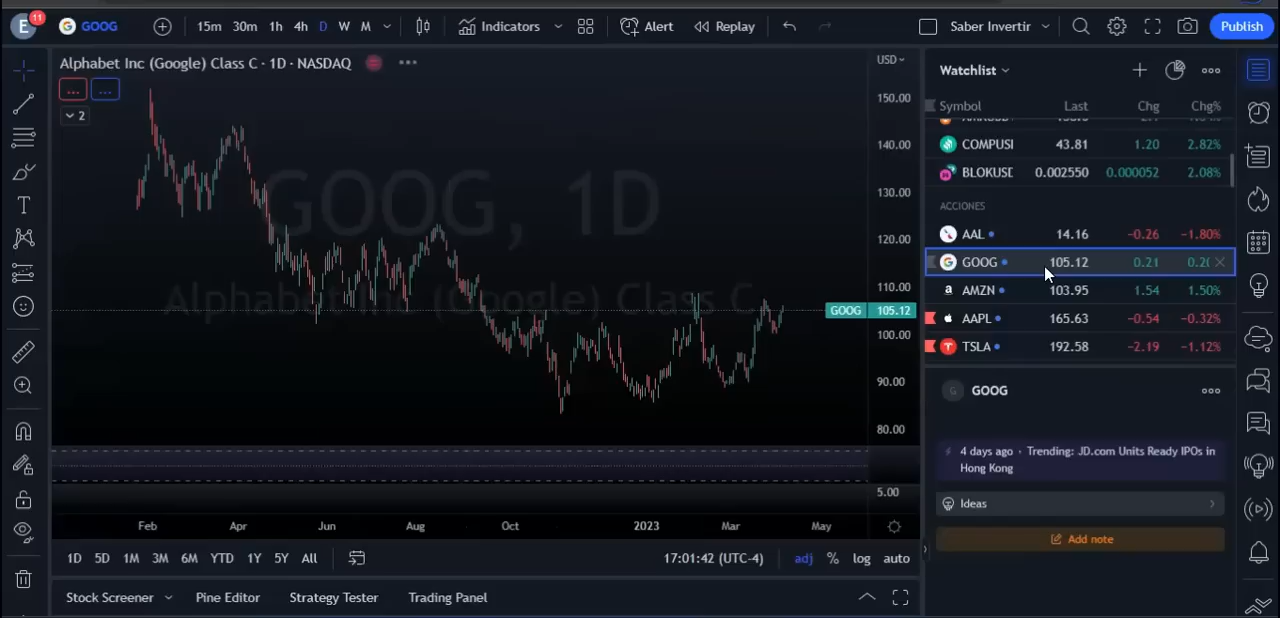 E
11
GOOG
15m 30m 1h 4h D W M
Indicators
Alert
Replay
Saber Invertir
Publish
Alphabet Inc (Google) Class C · 1D · NASDAQ
...
...
2
GOOG, 1D
Alphabet Inc (Google) Class C
USD
150.00
140.00
130.00
120.00
110.00
GOOG 105.12
100.00
90.00
80.00
5.00
Feb Apr Jun Aug Oct 2023 Mar May
1D 5D 1M 3M 6M YTD 1Y 5Y All
17:01:42 (UTC-4)
adj % log auto
Stock Screener
Pine Editor
Strategy Tester
Trading Panel
Watchlist
Symbol Last Chg Chg%
COMPUSI 43.81 1.20 2.82%
BLOKUSD 0.002550 0.000052 2.08%
ACCIONES
AAL 14.16 −0.26 −1.80%
GOOG 105.12 0.21
AMZN 103.95 1.54 1.50%
AAPL 165.63 −0.54 −0.32%
TSLA 192.58 −2.19 −1.12%
G GOOG
4 days ago · Trending: JD.com Units Ready IPOs in
Hong Kong
Ideas
Add note